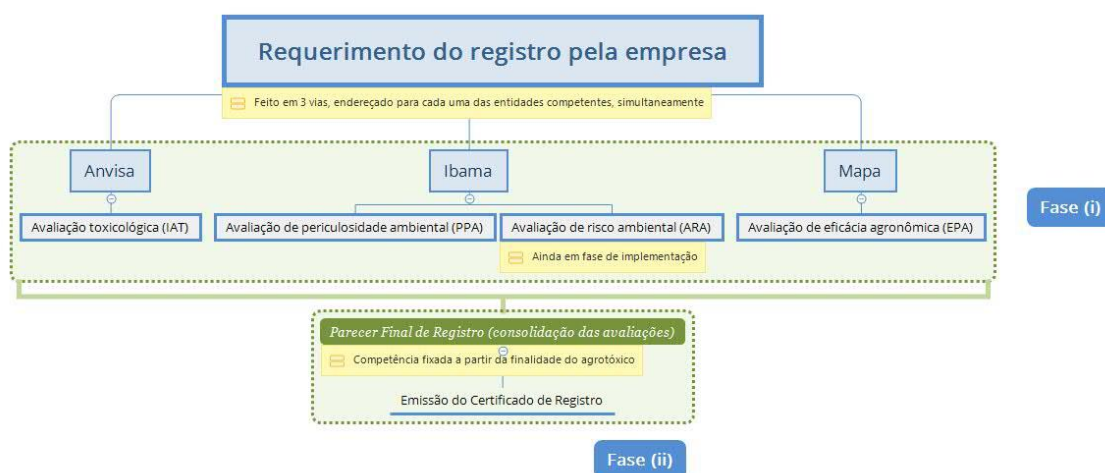 Requerimento do registro pela empresa
Feito em 3 vias, endereçado para cada uma das entidades competentes, simultaneamente
Anvisa
Ibama
Mapa
Fase (i)
Avaliação toxicológica (IAT)
Avaliação de periculosidade ambiental (PPA)
Avaliação de risco ambiental (ARA)
Avaliação de eficácia agronômica (EPA)
Ainda em fase de implementação
Parecer Final de Registro (consolidação das avaliações)
Competência fixada a partir da finalidade do agrotóxico
Emissão do Certificado de Registro
Fase (ii)